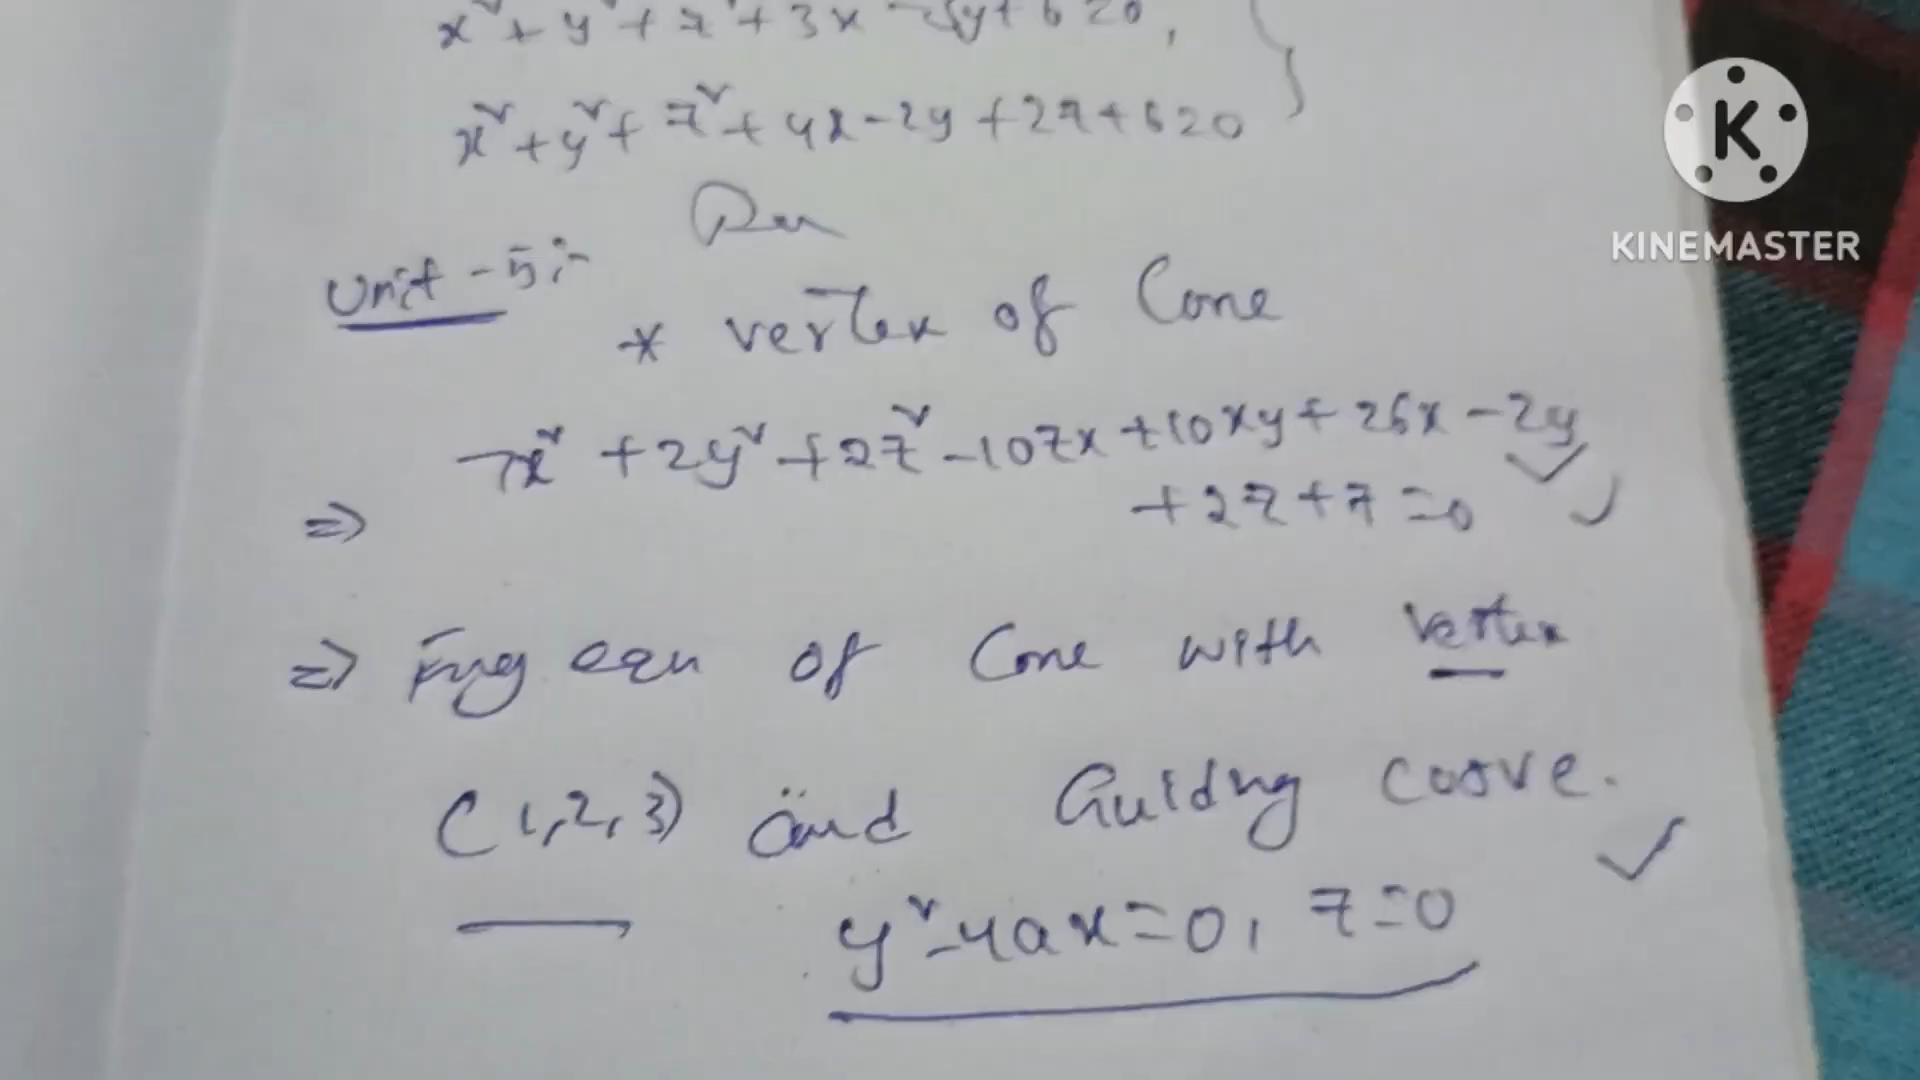 x² + y² + z² + 3x - 5y + 6 = 0,
x² + y² + z² + 4x - 2y + 2z + 6 = 0
Unit - 5 :-
* vertex of Cone
⇒ 7x² + 2y² + 2z² - 10zx + 10xy + 26x - 2y
+ 2z + 7 = 0
⇒ eqn of Cone with vertex
(1, 2, 3) and Guiding curve.
y² - 4ax = 0, z = 0
K
KINEMASTER